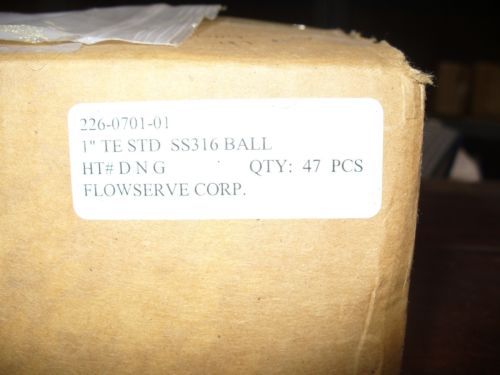 226-0701-01
1" TE STD SS316 BALL
HT# D N G QTY: 47 PCS
FLOWSERVE CORP.